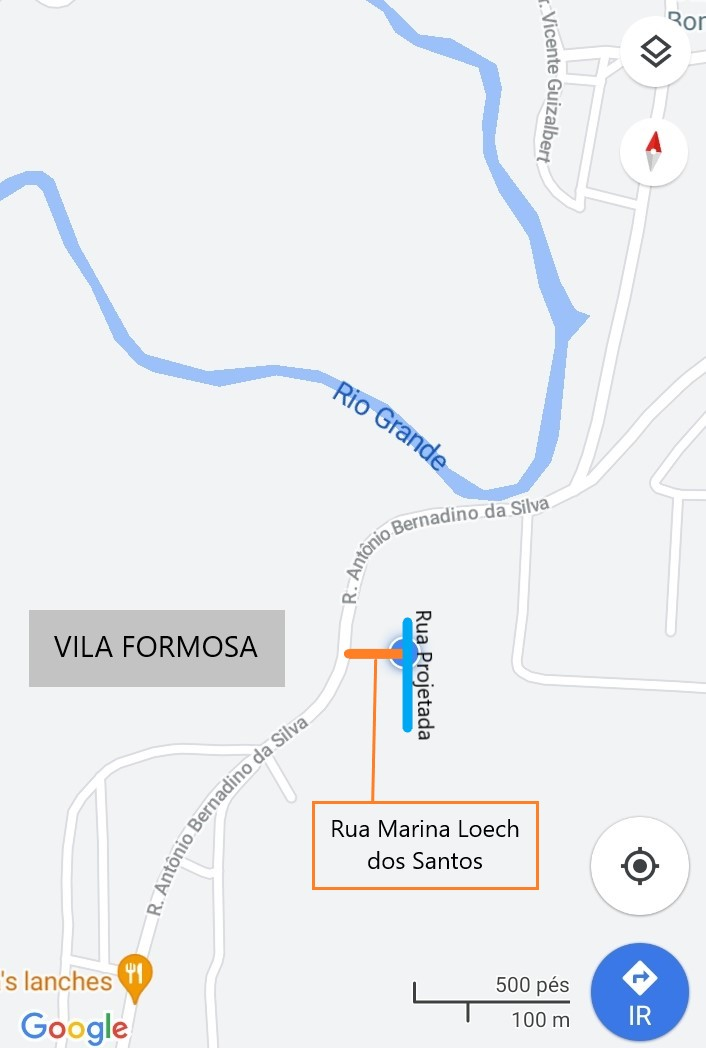 Bor
r. Vicente Guizalbert
Rio Grande
R. Antônio Bernadino da Silva
VILA FORMOSA
Rua Projetada
R. Antônio Bernadino da Silva
Rua Marina Loech
dos Santos
's lanches
500 pés
100 m
IR
Google